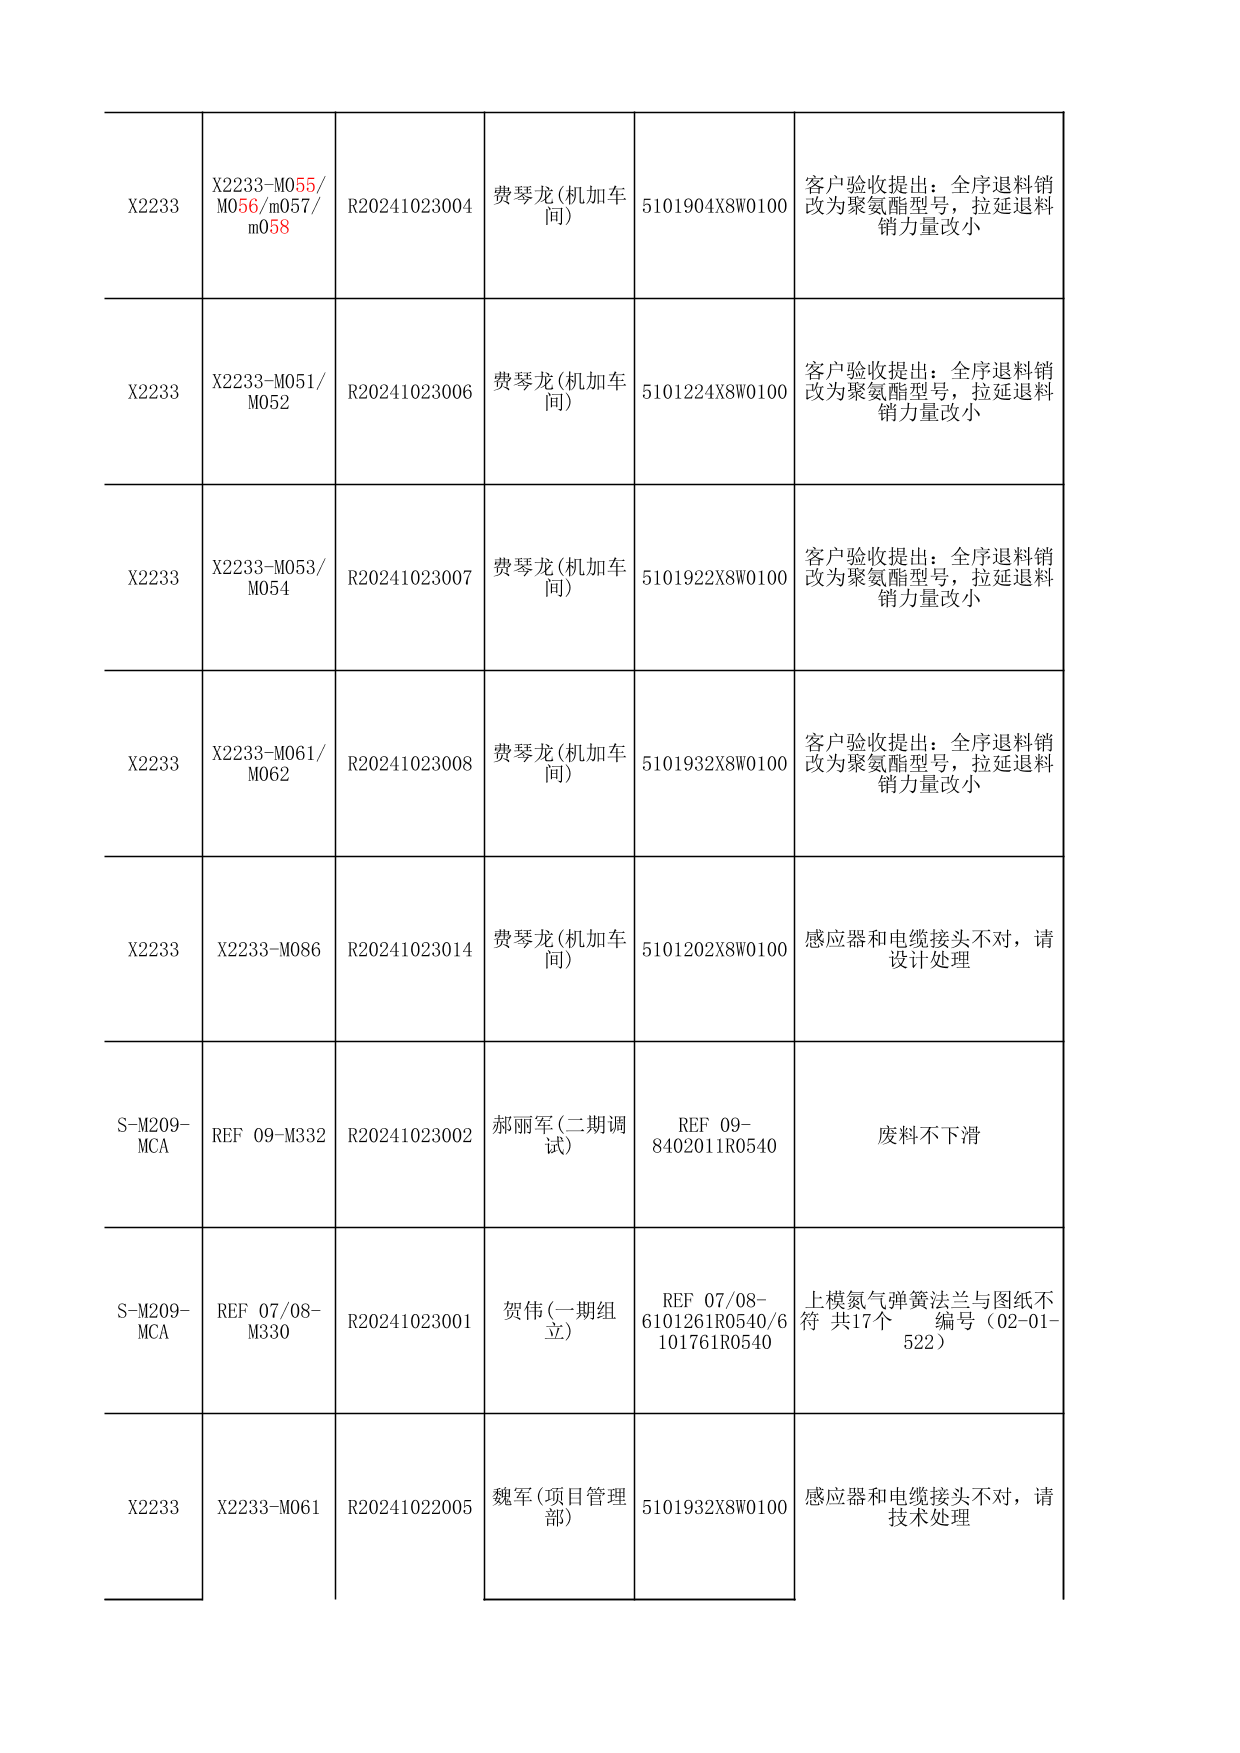 X2233
X2233-M055/
M056/m057/
m058
R20241023004
费琴龙(机加车
间)
5101904X8W0100
客户验收提出：全序退料销
改为聚氨酯型号，拉延退料
销力量改小
X2233
X2233-M051/
M052
R20241023006
费琴龙(机加车
间)
5101224X8W0100
客户验收提出：全序退料销
改为聚氨酯型号，拉延退料
销力量改小
X2233
X2233-M053/
M054
R20241023007
费琴龙(机加车
间)
5101922X8W0100
客户验收提出：全序退料销
改为聚氨酯型号，拉延退料
销力量改小
X2233
X2233-M061/
M062
R20241023008
费琴龙(机加车
间)
5101932X8W0100
客户验收提出：全序退料销
改为聚氨酯型号，拉延退料
销力量改小
X2233
X2233-M086
R20241023014
费琴龙(机加车
间)
5101202X8W0100
感应器和电缆接头不对，请
设计处理
S-M209-
MCA
REF 09-M332
R20241023002
郝丽军(二期调
试)
REF 09-
8402011R0540
废料不下滑
S-M209-
MCA
REF 07/08-
M330
R20241023001
贺伟(一期组
立)
REF 07/08-
6101261R0540/6
101761R0540
上模氮气弹簧法兰与图纸不
符 共17个    编号（02-01-
522）
X2233
X2233-M061
R20241022005
魏军(项目管理
部)
5101932X8W0100
感应器和电缆接头不对，请
技术处理